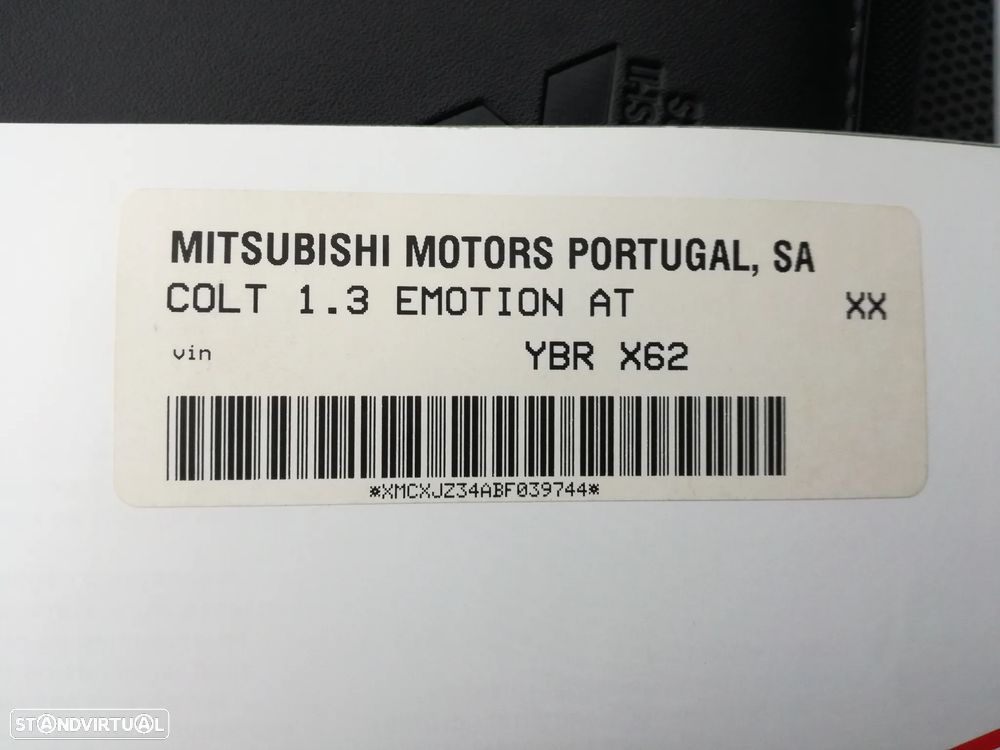 MITSUBISHI MOTORS PORTUGAL, SA
COLT 1.3 EMOTION AT XX
vin YBR X62
*XMCXJZ34ABF039744*
STANDVIRTUAL